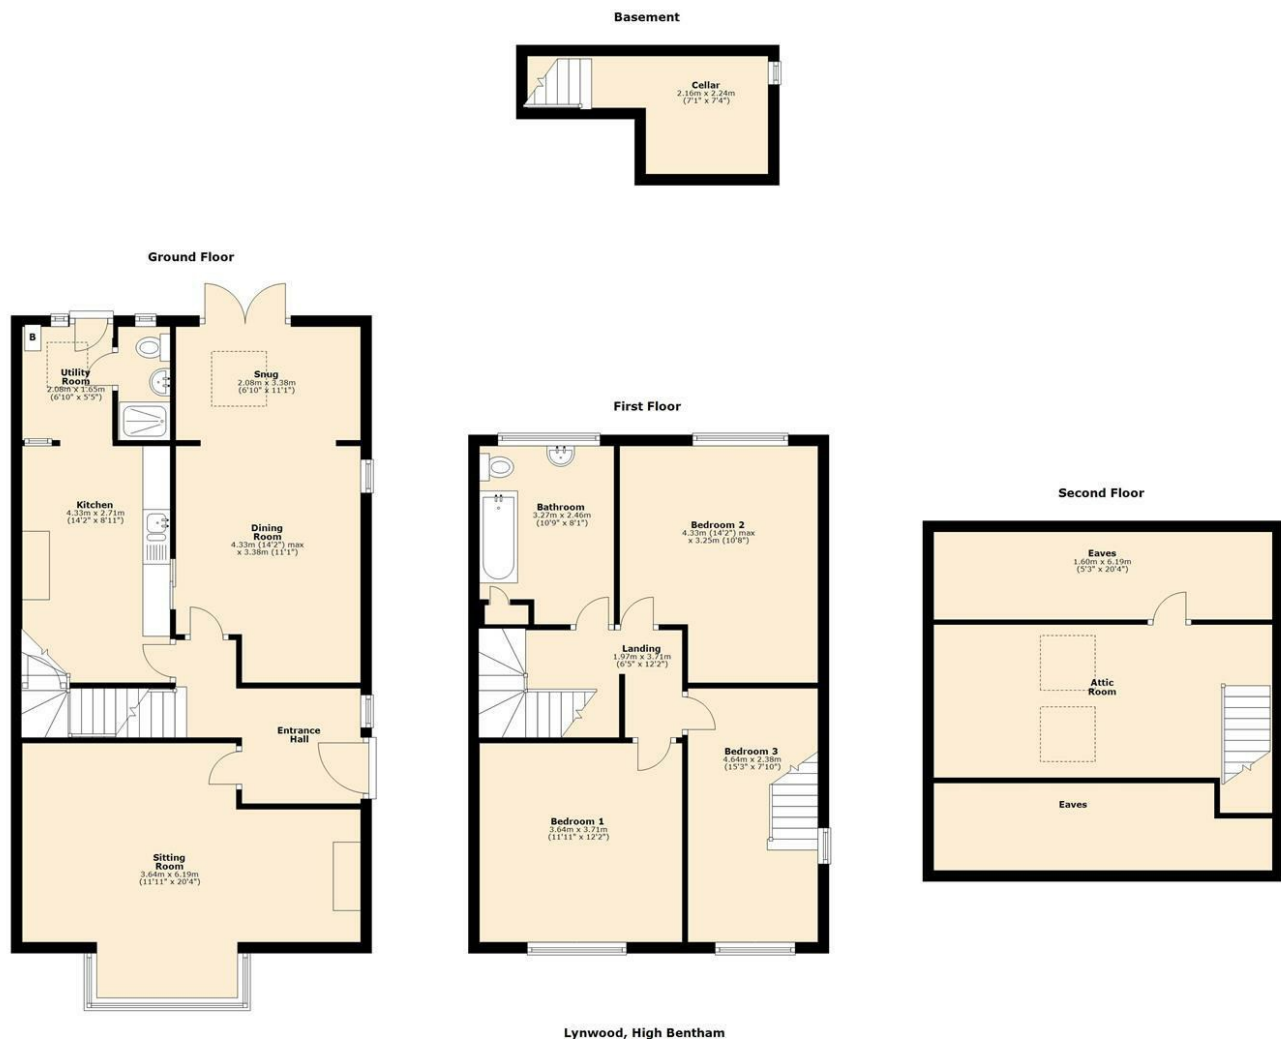 Basement
Cellar
2.16m x 2.24m
(7'1" x 7'4")
Ground Floor
B
Utility
Room
2.08m x 1.65m
(6'10" x 5'5")
Snug
2.08m x 3.38m
(6'10" x 11'1")
Kitchen
4.33m x 2.71m
(14'2" x 8'11")
Dining
Room
4.33m (14'2") max
x 3.38m (11'1")
Entrance
Hall
Sitting
Room
3.64m x 6.19m
(11'11" x 20'4")
First Floor
Bathroom
3.27m x 2.46m
(10'9" x 8'1")
Bedroom 2
4.33m (14'2") max
x 3.25m (10'8")
Landing
1.97m x 3.71m
(6'5" x 12'2")
Bedroom 3
4.64m x 2.38m
(15'3" x 7'10")
Bedroom 1
3.64m x 3.71m
(11'11" x 12'2")
Second Floor
Eaves
1.60m x 6.19m
(5'3" x 20'4")
Attic
Room
Eaves
Lynwood, High Bentham